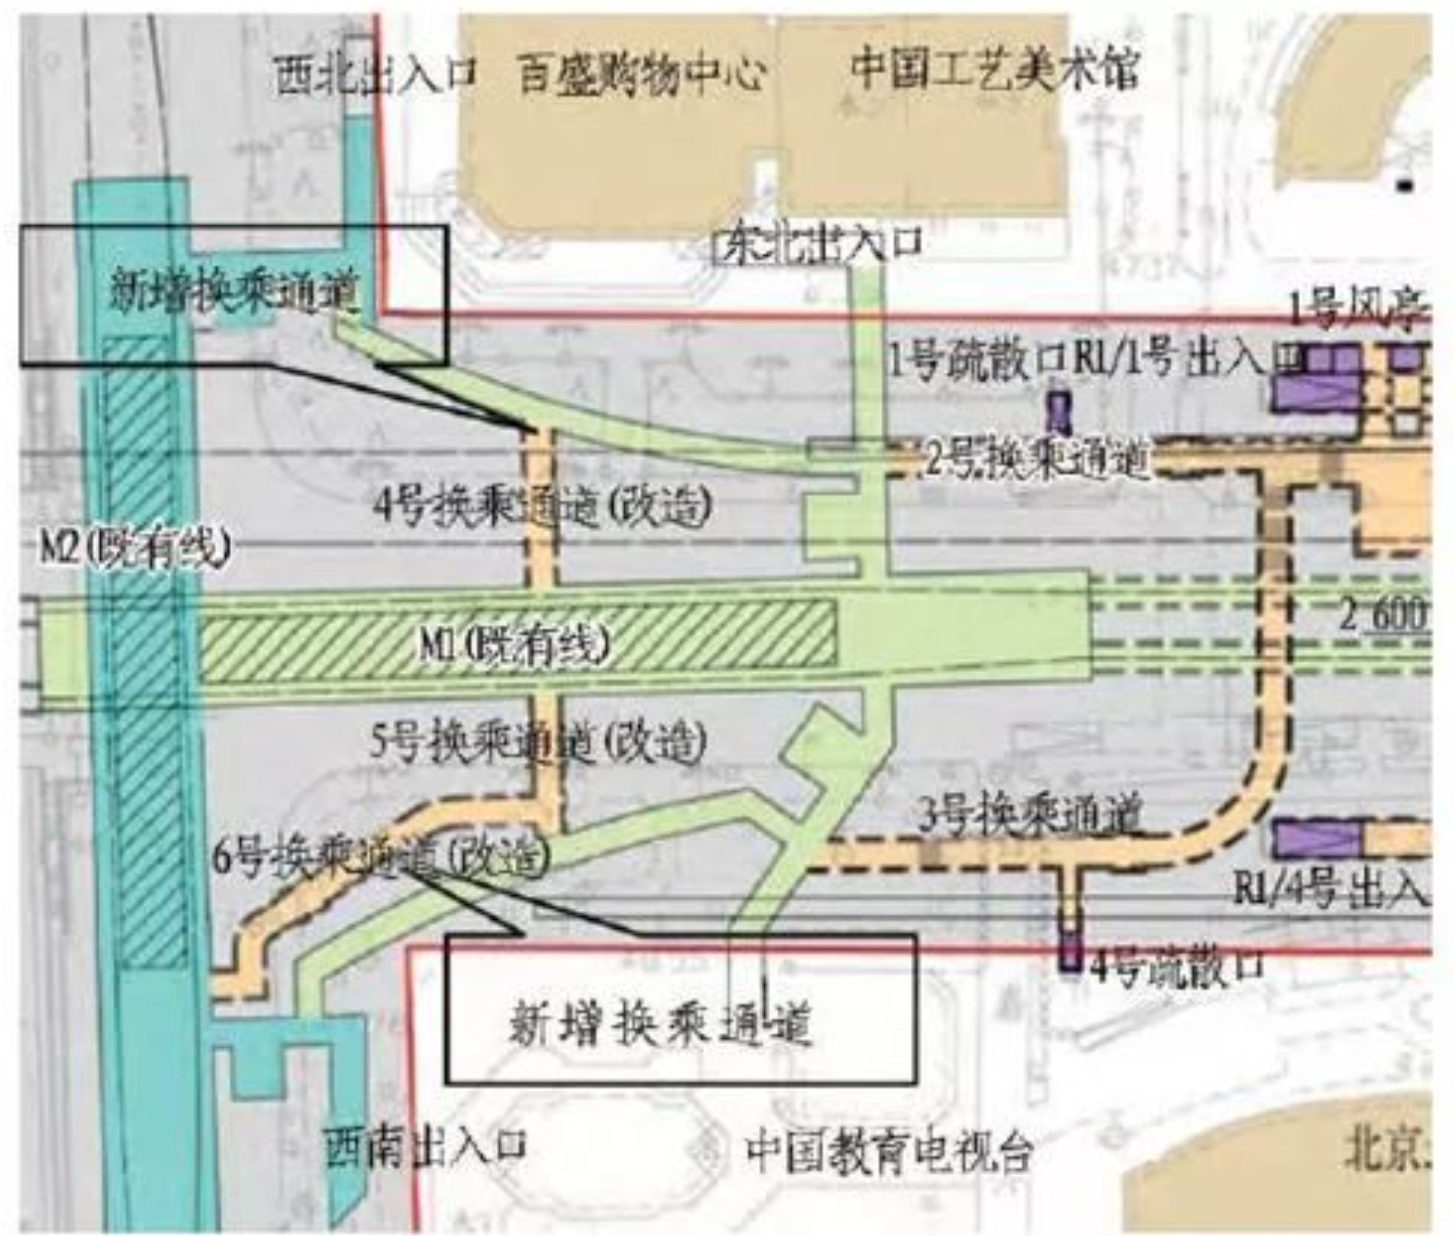 西北出入口
百盛购物中心
中国工艺美术馆
东北出入口
新增换乘通道
1号风亭
1号疏散口
R1/1号出入口
2号换乘通道
4号换乘通道(改造)
M2(既有线)
2 600
M1(既有线)
5号换乘通道(改造)
3号换乘通道
6号换乘通道(改造)
R1/4号出入
4号疏散口
新增换乘通道
西南出入口
中国教育电视台
北京